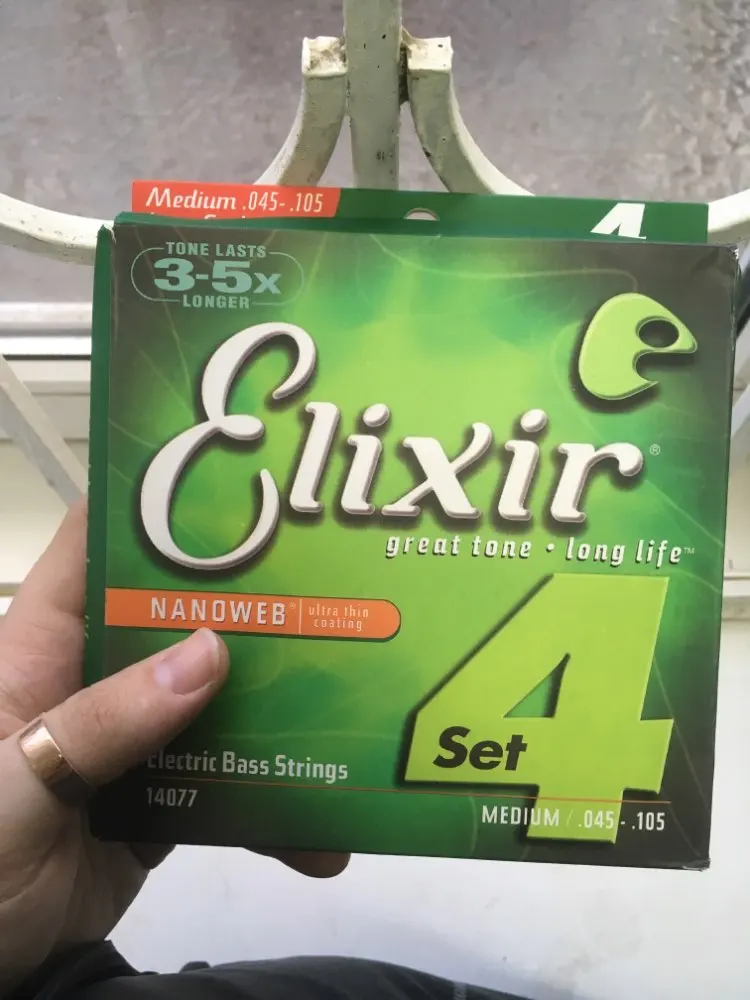 Medium .045-.105
4
TONE LASTS
3-5x
LONGER
e
Elixir®
great tone • long life™
NANOWEB® ultra thin
coating
4
Set
Electric Bass Strings
14077
MEDIUM / .045 - .105